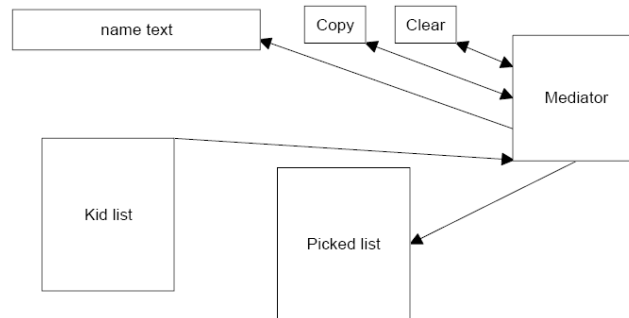 name text
Copy
Clear
Mediator
Kid list
Picked list